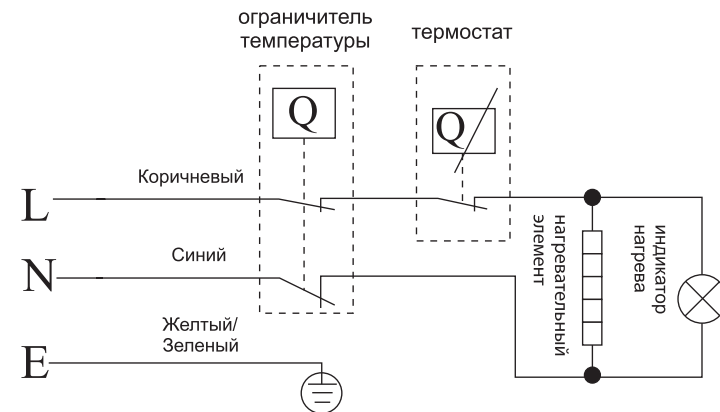 ограничитель
температуры
термостат
Q
Q
Коричневый
L
Синий
N
Желтый/
Зеленый
E
нагревательный
элемент
индикатор
нагрева